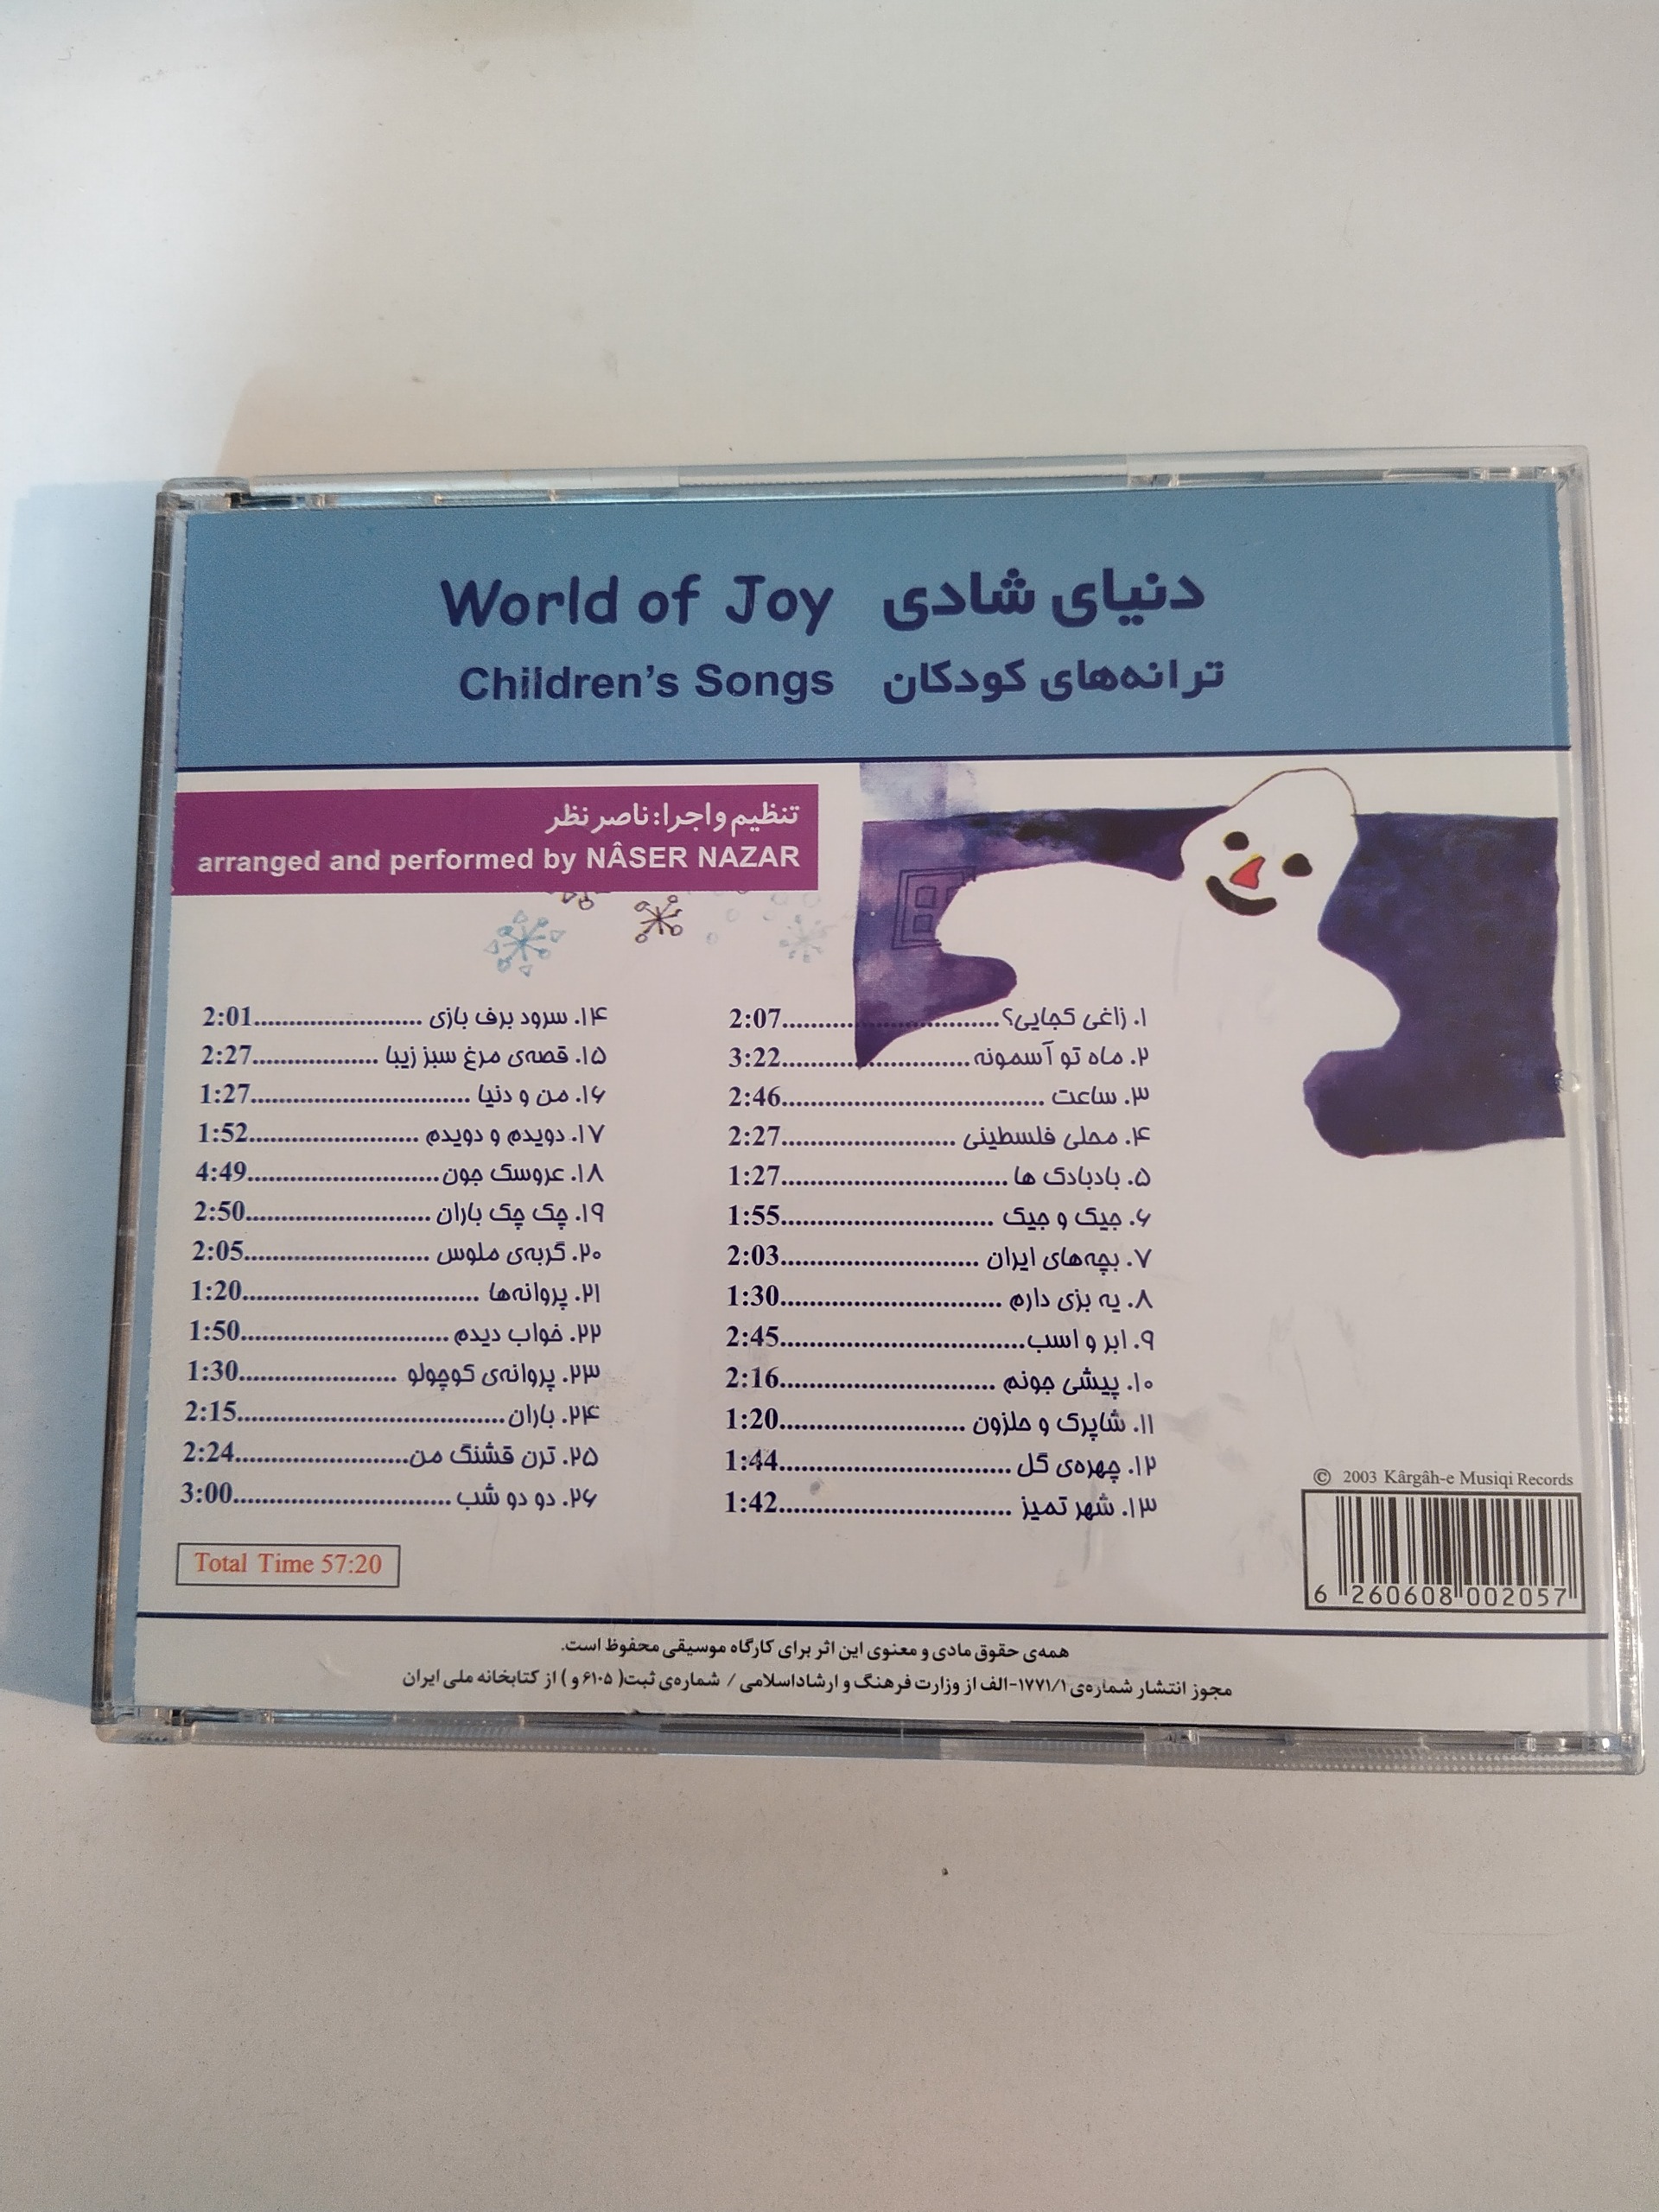 World of Joy دنیای شادی
Children's Songs ترانه‌های کودکان
تنظیم و اجرا: ناصر نظر
arranged and performed by NÂSER NAZAR
۱. زاغی کجایی؟.............................2:07
۲. ماه تو آسمونه.............................3:22
۳. ساعت.............................2:46
۴. محلی فلسطینی.............................2:27
۵. بادبادک ها.............................1:27
۶. جیک و جیک.............................1:55
۷. بچه‌های ایران.............................2:03
۸. یه بزی دارم.............................1:30
۹. ابر و اسب.............................2:45
۱۰. پیشی جونم.............................2:16
۱۱. شاپرک و حلزون.............................1:20
۱۲. چهره‌ی گل.............................1:44
۱۳. شهر تمیز.............................1:42
۱۴. سرود برف بازی.............................2:01
۱۵. قصه‌ی مرغ سبز زیبا.............................2:27
۱۶. من و دنیا.............................1:27
۱۷. دویدم و دویدم.............................1:52
۱۸. عروسک جون.............................4:49
۱۹. چک چک باران.............................2:50
۲۰. گربه‌ی ملوس.............................2:05
۲۱. پروانه‌ها.............................1:20
۲۲. خواب دیدم.............................1:50
۲۳. پروانه‌ی کوچولو.............................1:30
۲۴. باران.............................2:15
۲۵. ترن قشنگ من.............................2:24
۲۶. دو دو شب.............................3:00
Total Time 57:20
© 2003 Kârgâh-e Musiqi Records
6 260608 002057
همه‌ی حقوق مادی و معنوی این اثر برای کارگاه موسیقی محفوظ است.
مجوز انتشار شماره‌ی ۱۷۷۱/۱-الف از وزارت فرهنگ و ارشاد اسلامی / شماره‌ی ثبت( ۶۱۰۵ و ) از کتابخانه ملی ایران